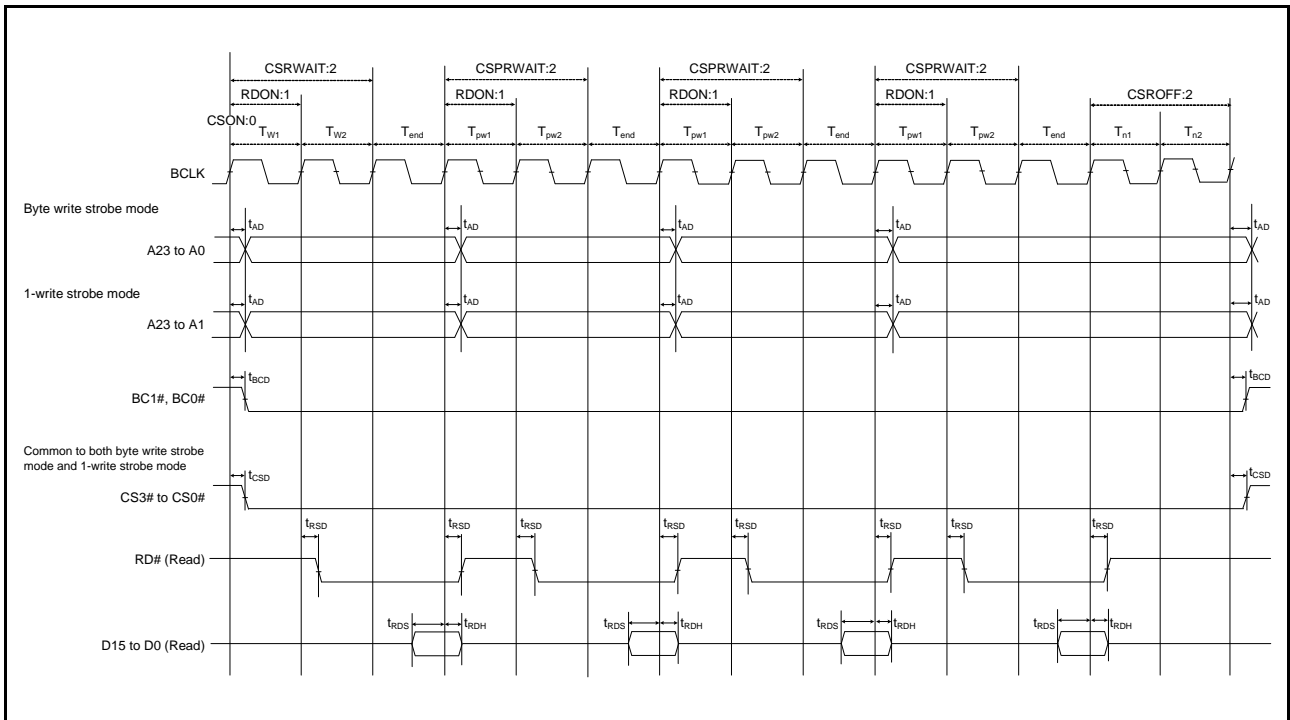 CSRWAIT:2 CSPRWAIT:2 CSPRWAIT:2 CSPRWAIT:2
RDON:1 RDON:1 RDON:1 RDON:1 CSROFF:2
CSON:0
TW1 TW2 Tend Tpw1 Tpw2 Tend Tpw1 Tpw2 Tend Tpw1 Tpw2 Tend Tn1 Tn2
BCLK
Byte write strobe mode
tAD tAD tAD tAD tAD
A23 to A0
1-write strobe mode
tAD tAD tAD tAD tAD
A23 to A1
tBCD tBCD
BC1#, BC0#
Common to both byte write strobe
mode and 1-write strobe mode
tCSD tCSD
CS3# to CS0#
tRSD tRSD tRSD tRSD tRSD tRSD tRSD tRSD
RD# (Read)
tRDS tRDH tRDS tRDH tRDS tRDH tRDS tRDH
D15 to D0 (Read)